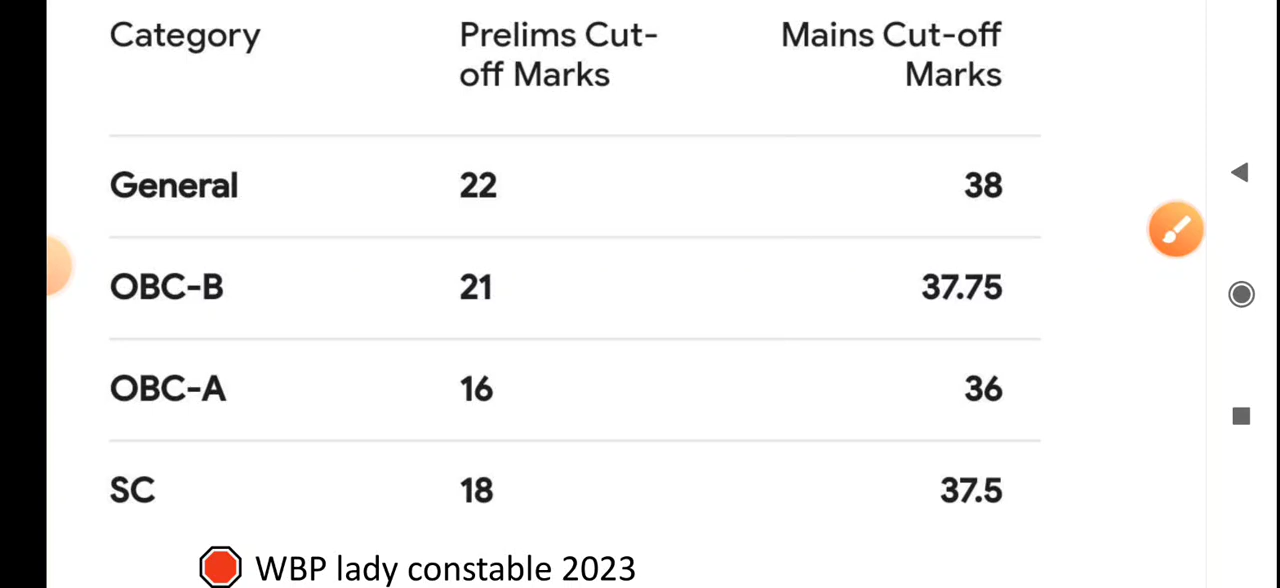 Category Prelims Cut- Mains Cut-off
off Marks Marks
General 22 38
OBC-B 21 37.75
OBC-A 16 36
SC 18 37.5
WBP lady constable 2023